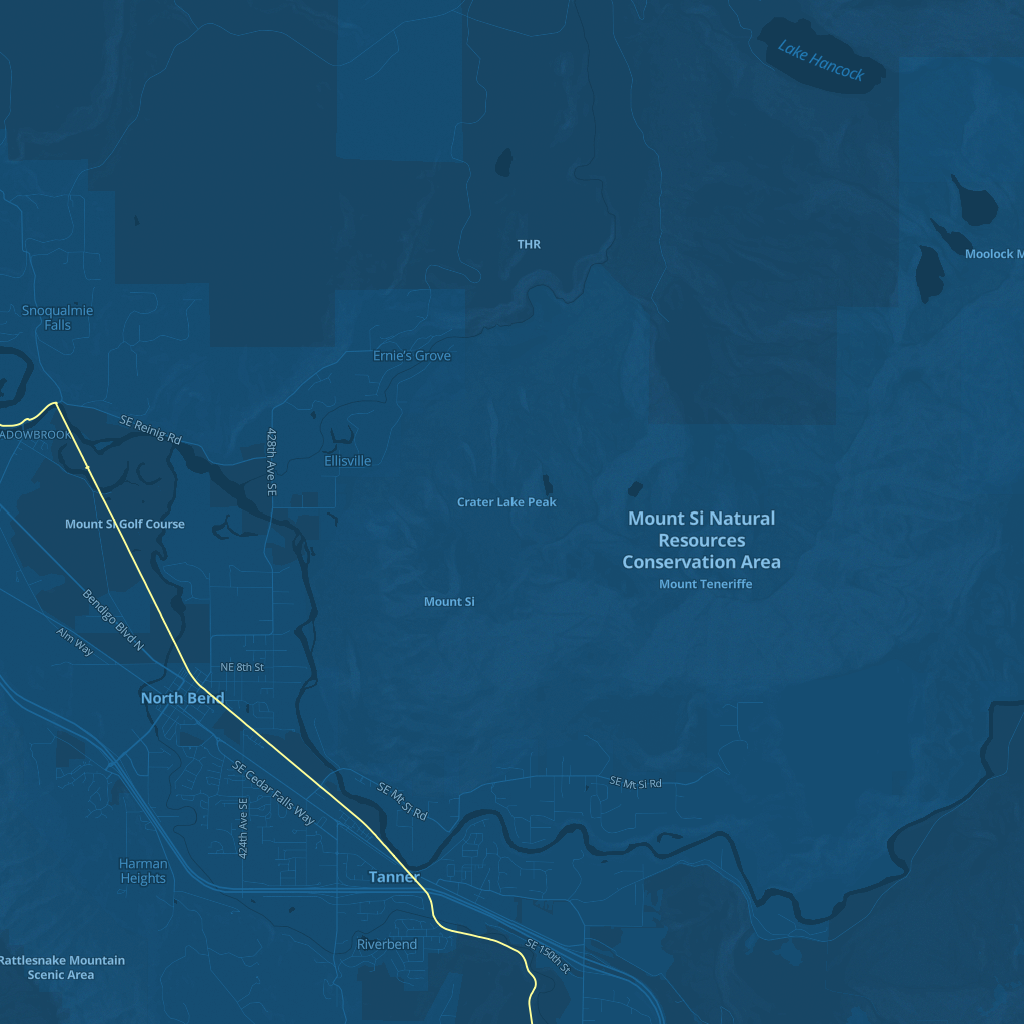 Lake Hancock
THR
Moolock M
Snoqualmie
Falls
Ernie's Grove
SE Reinig Rd
ADOWBROOK
428th Ave SE
Ellisville
Crater Lake Peak
Mount Si Natural
Resources
Conservation Area
Mount Teneriffe
Mount Si Golf Course
Mount Si
Bendigo Blvd N
Alm Way
NE 8th St
North Bend
SE Cedar Falls Way
SE Mt Si Rd
SE Mt Si Rd
424th Ave SE
Harman
Heights
Tanner
Riverbend
SE 150th St
Rattlesnake Mountain
Scenic Area